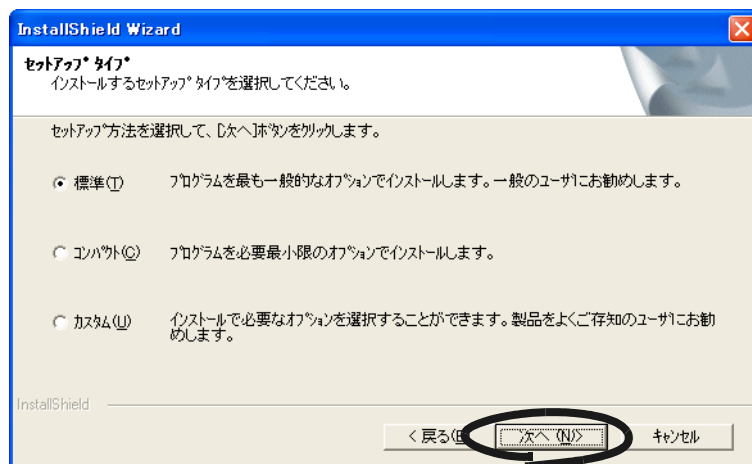 InstallShield Wizard
セットアップ タイプ
インストールするセットアップ タイプを選択してください。
セットアップ方法を選択して、[次へ]ボタンをクリックします。
標準(T)
プログラムを最も一般的なオプションでインストールします。一般のユーザにお勧めします。
コンパクト(C)
プログラムを必要最小限のオプションでインストールします。
カスタム(U)
インストールで必要なオプションを選択することができます。製品をよくご存知のユーザにお勧
めします。
InstallShield
< 戻る(B
次へ (N)>
キャンセル